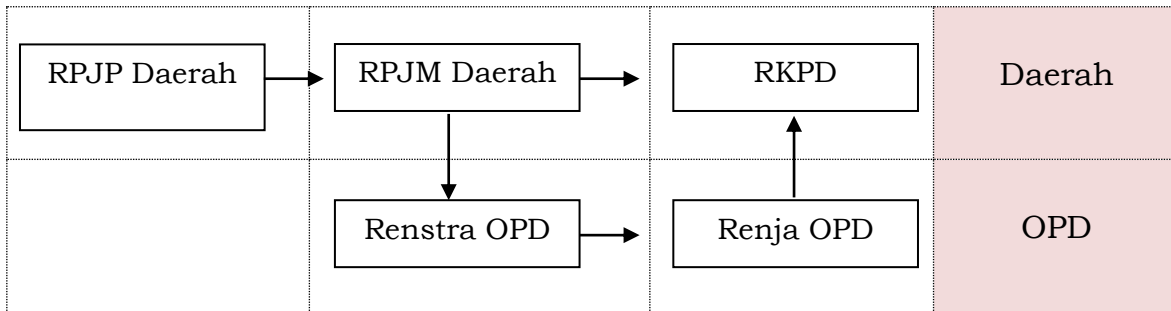 RPJP Daerah
RPJM Daerah
RKPD
Daerah
Renstra OPD
Renja OPD
OPD